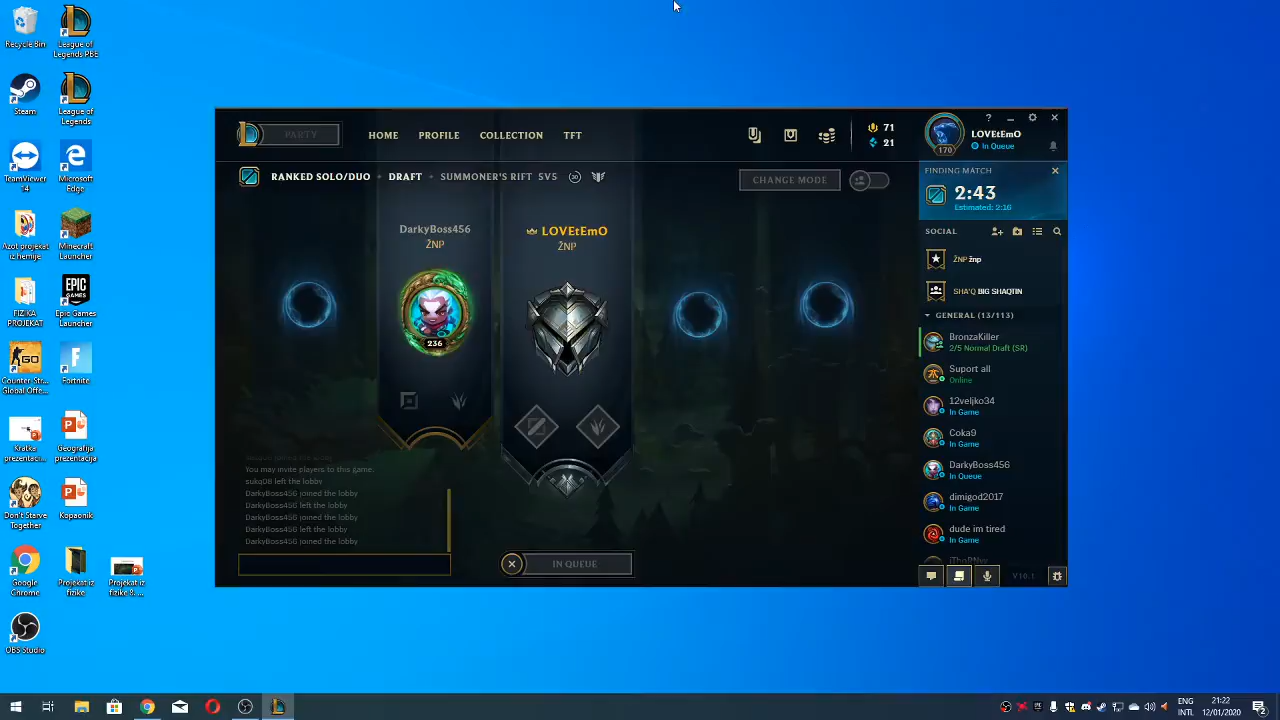 Recycle Bin
League of
Legends PBE
Steam
League of
Legends
TeamViewer
14
Microsoft
Edge
Azot projekat
iz hemije
Minecraft
Launcher
FIZIKA
PROJEKAT
Epic Games
Launcher
Counter-Str...
Global Offe...
Fortnite
Kratka
prezentaci...
Geografija
prezentacija
Don't Starve
Together
Kopaonik
Google
Chrome
Projekat iz
fizike
Projekat iz
fizike 8. ...
OBS Studio
PARTY
HOME
PROFILE
COLLECTION
TFT
71
21
170
LOVEtEmO
In Queue
RANKED SOLO/DUO
DRAFT
SUMMONER'S RIFT 5V5
CHANGE MODE
FINDING MATCH
2:43
Estimated: 2:16
DarkyBoss456
ŽNP
236
LOVEtEmO
ŽNP
SOCIAL
ŽNP žnp
SHA'Q BIG SHAQTIN
GENERAL (13/113)
BronzaKiller
2/5 Normal Draft (SR)
Suport all
Online
12veljko34
In Game
Coka9
In Game
DarkyBoss456
In Queue
dimigod2017
In Game
dude im tired
In Game
You may invite players to this game.
sukq08 left the lobby
DarkyBoss456 joined the lobby
DarkyBoss456 left the lobby
DarkyBoss456 joined the lobby
DarkyBoss456 left the lobby
DarkyBoss456 joined the lobby
IN QUEUE
V10.1
ENG
INTL
21:22
12/01/2020
2